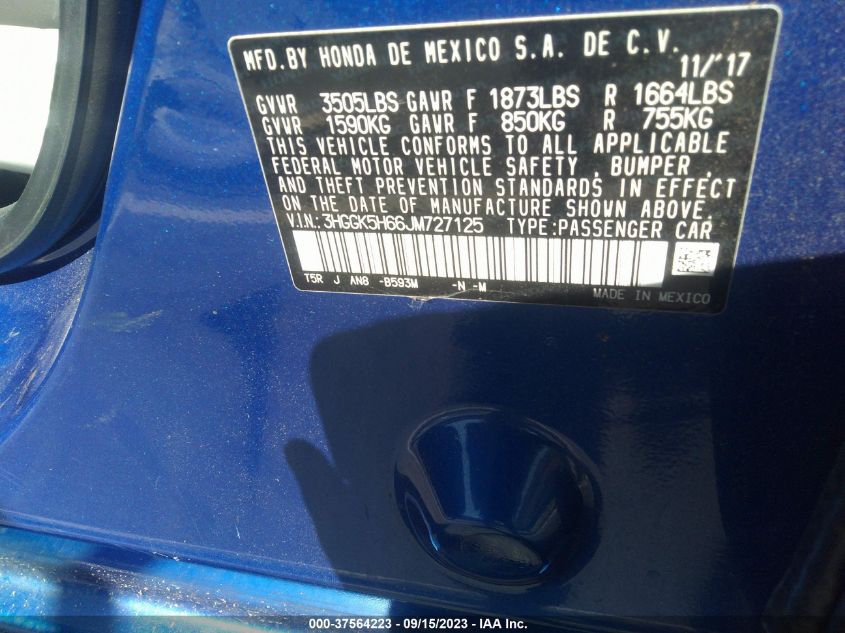 MFD.BY HONDA DE MEXICO S.A. DE C.V.
11/'17
GVWR 3505LBS GAWR F 1873LBS R 1664LBS
GVWR 1590KG GAWR F 850KG R 755KG
THIS VEHICLE CONFORMS TO ALL APPLICABLE
FEDERAL MOTOR VEHICLE SAFETY , BUMPER ,
AND THEFT PREVENTION STANDARDS IN EFFECT
ON THE DATE OF MANUFACTURE SHOWN ABOVE.
V.I.N.:3HGGK5H66JM727125 TYPE:PASSENGER CAR
T5R J AN8 -B593M -N -M
MADE IN MEXICO
000-37564223 - 09/15/2023 - IAA Inc.